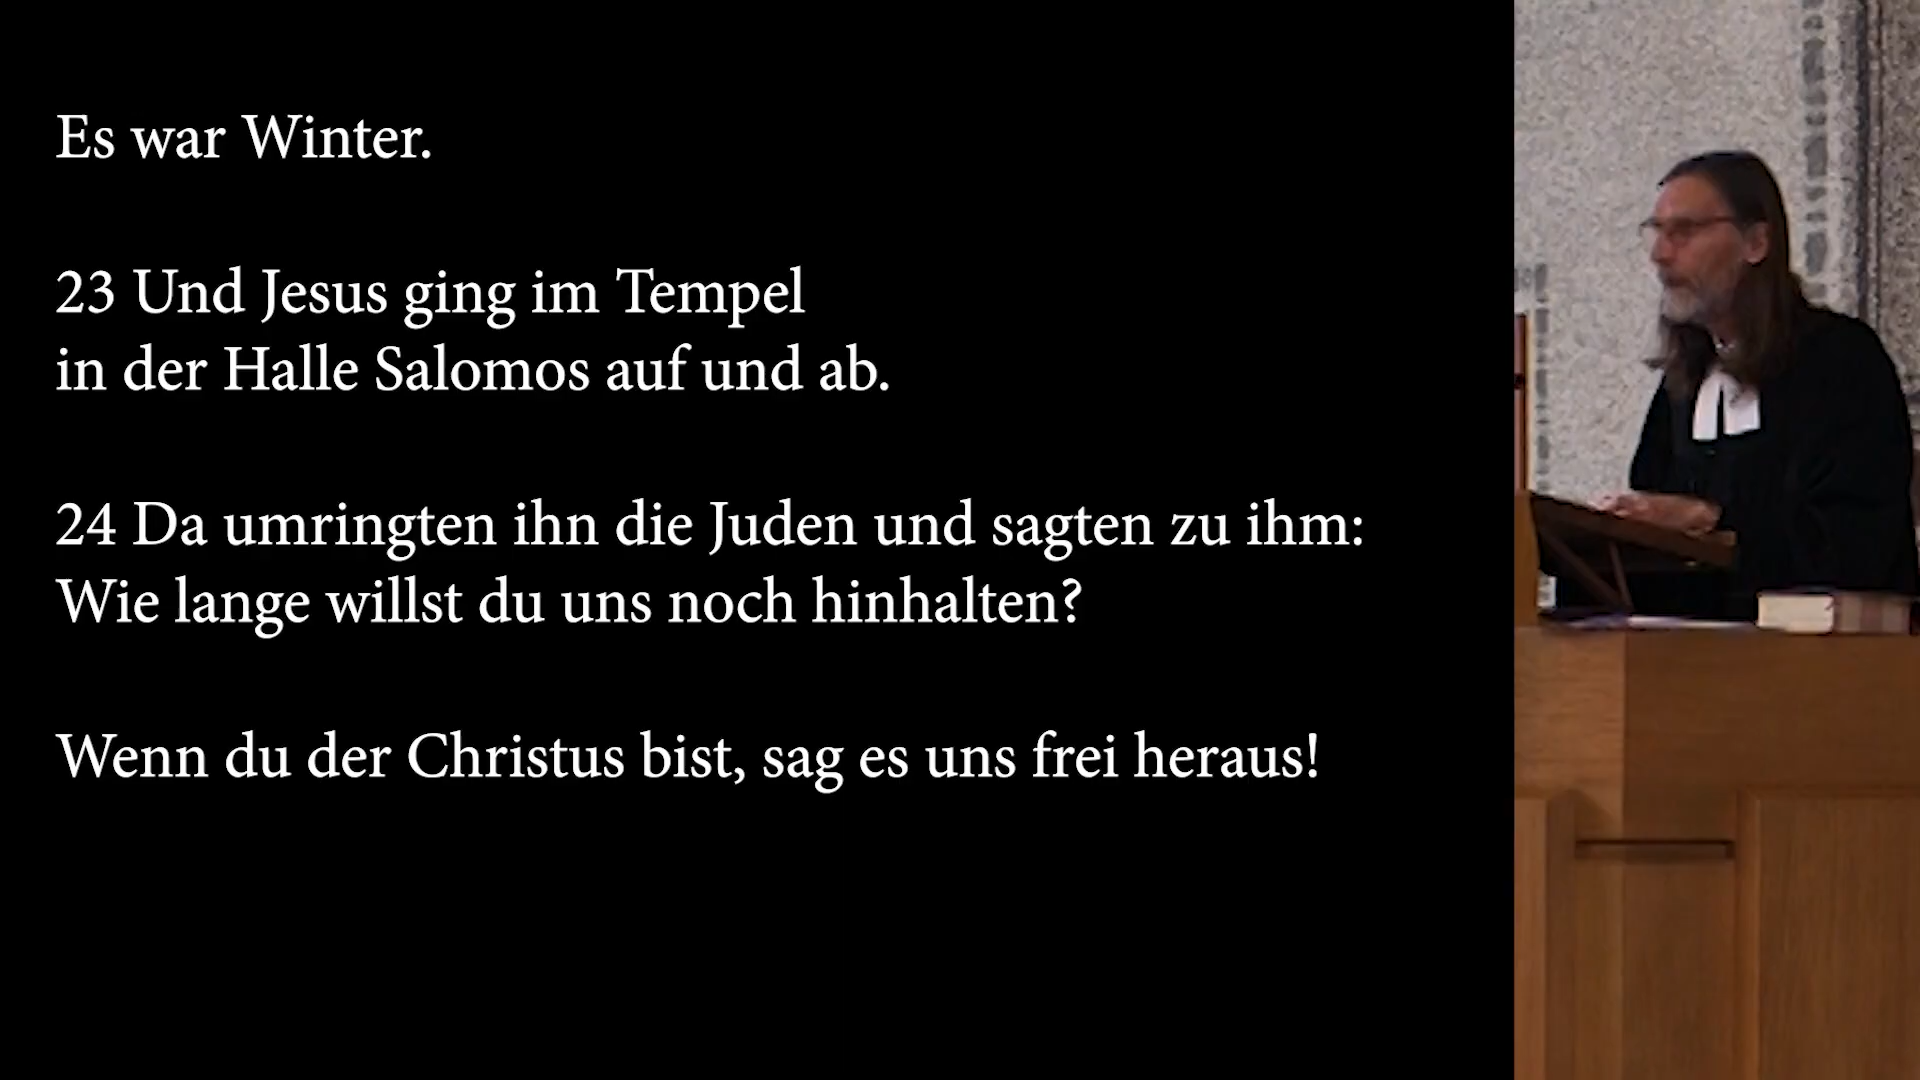 Es war Winter.
23 Und Jesus ging im Tempel
in der Halle Salomos auf und ab.
24 Da umringten ihn die Juden und sagten zu ihm:
Wie lange willst du uns noch hinhalten?
Wenn du der Christus bist, sag es uns frei heraus!